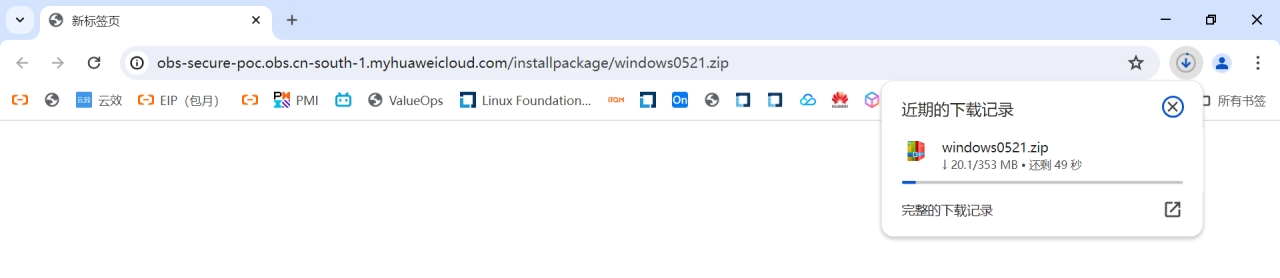 新标签页
obs-secure-poc.obs.cn-south-1.myhuaweicloud.com/installpackage/windows0521.zip
云效 EIP（包月） PMI ValueOps Linux Foundation... ITQM On 所有书签
近期的下载记录
windows0521.zip
↓ 20.1/353 MB • 还剩 49 秒
完整的下载记录